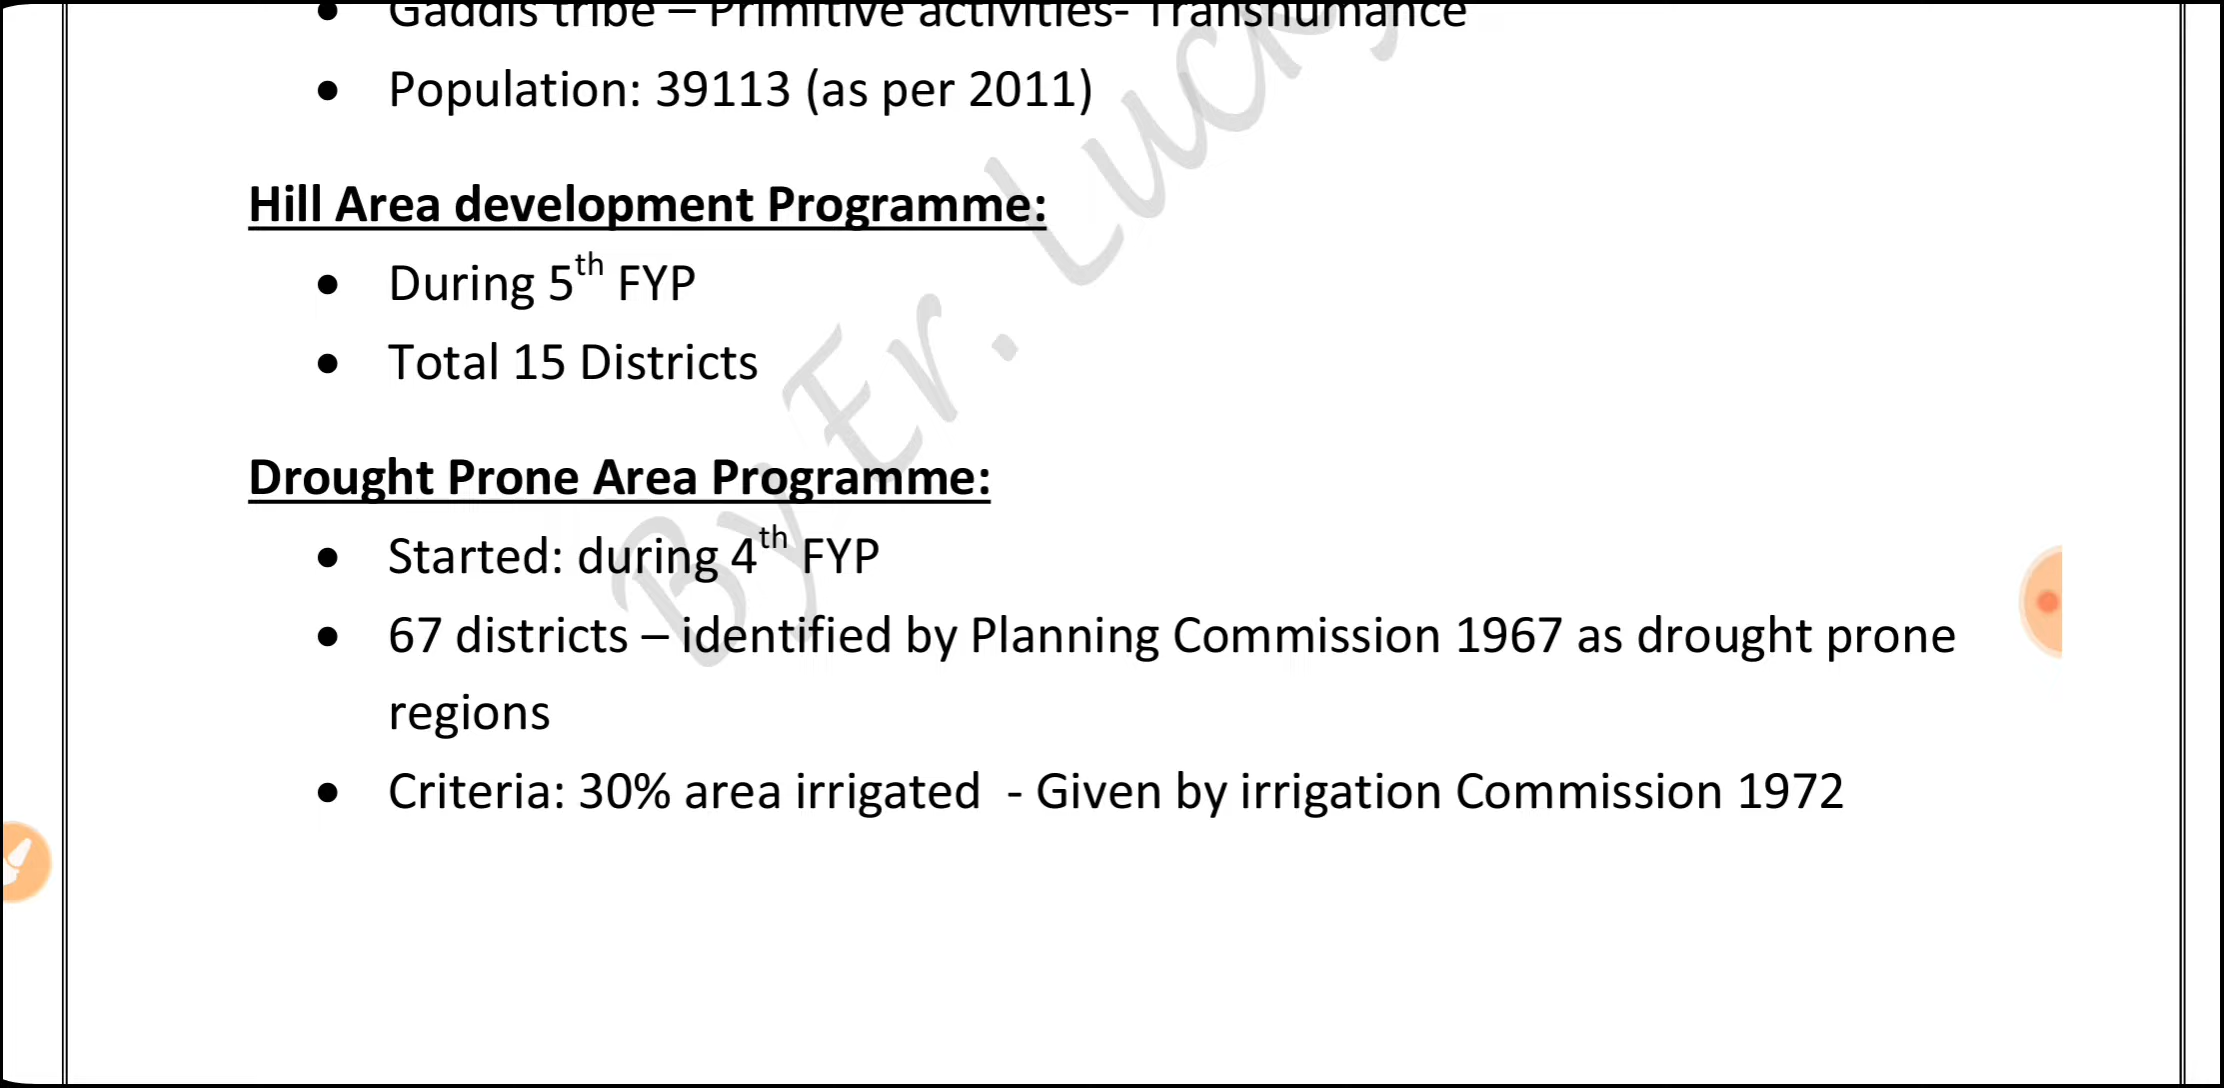 • Gaddis tribe – Primitive activities- Transhumance
• Population: 39113 (as per 2011)
Hill Area development Programme:
• During 5th FYP
• Total 15 Districts
Drought Prone Area Programme:
• Started: during 4th FYP
• 67 districts – identified by Planning Commission 1967 as drought prone
regions
• Criteria: 30% area irrigated - Given by irrigation Commission 1972
By Er. Lucky